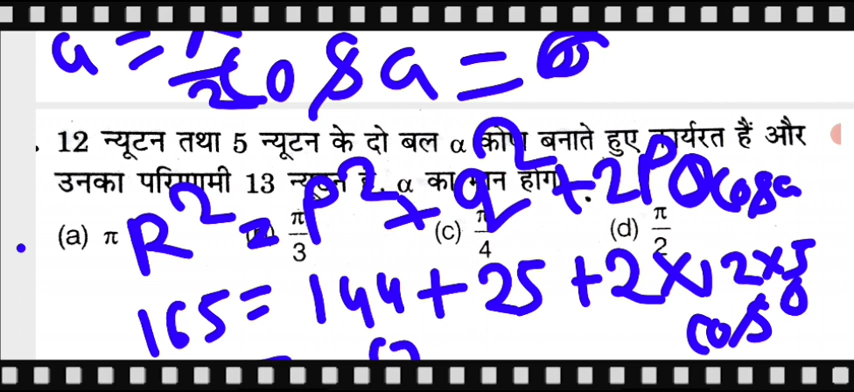 a = π/2 cos a = 0
. 12 न्यूटन तथा 5 न्यूटन के दो बल α कोण बनाते हुए कार्यरत हैं और
उनका परिणामी 13 न्यूटन है, α का मान होगा
R² = P² + Q² + 2PQ cos a
(a) π (b) π/3 (c) π/4 (d) π/2
165 = 144 + 25 + 2×12×5
cos